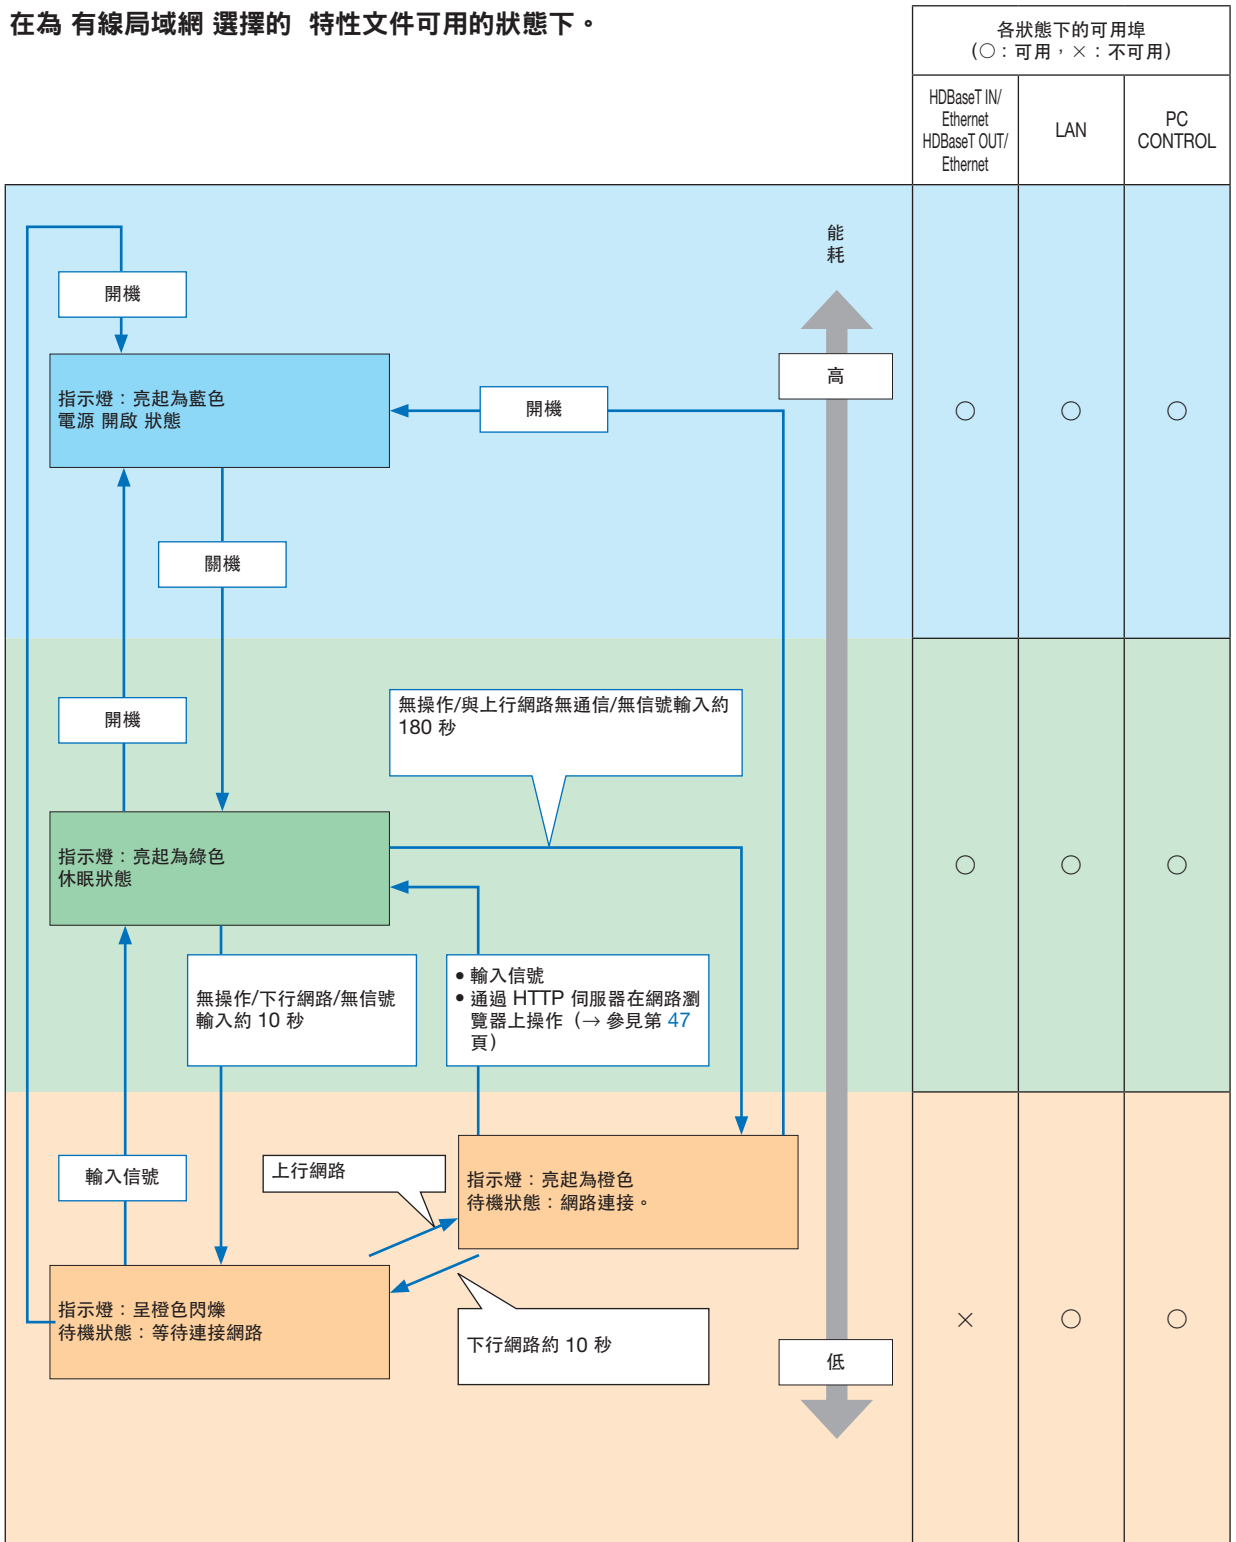 在為 有線局域網 選擇的 特性文件可用的狀態下。
各狀態下的可用埠
（○：可用，×：不可用）
HDBaseT IN/
Ethernet
HDBaseT OUT/
Ethernet
LAN
PC
CONTROL
能
耗
開機
高
指示燈：亮起為藍色
電源 開啟 狀態
開機
○
○
○
關機
無操作/與上行網路無通信/無信號輸入約
180 秒
開機
指示燈：亮起為綠色
休眠狀態
○
○
○
無操作/下行網路/無信號
輸入約 10 秒
• 輸入信號
• 通過 HTTP 伺服器在網路瀏
覽器上操作（→ 參見第 47
頁）
輸入信號
上行網路
指示燈：亮起為橙色
待機狀態：網路連接。
指示燈：呈橙色閃爍
待機狀態：等待連接網路
下行網路約 10 秒
低
×
○
○